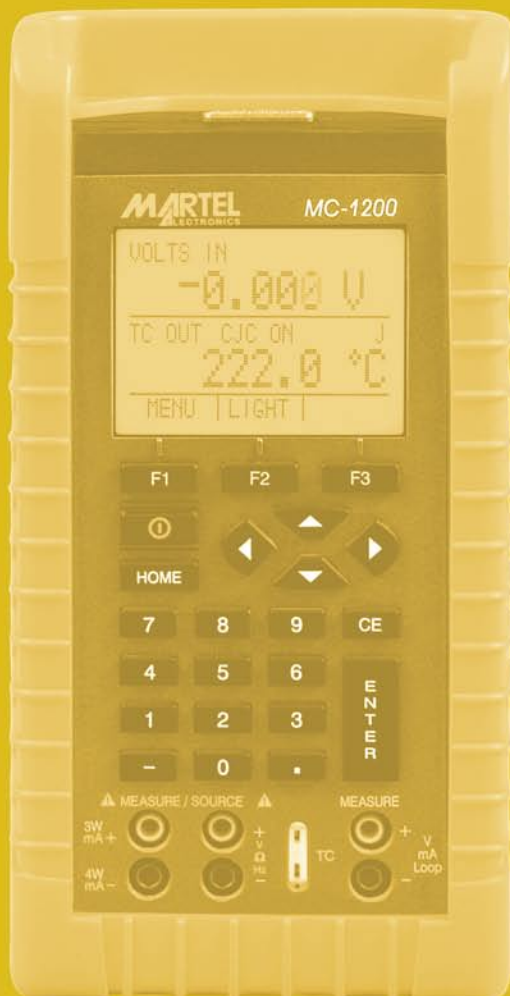 MARTEL
ELECTRONICS
MC-1200
VOLTS IN
-0.000 V
TC OUT CJC ON J
222.0 °C
MENU | LIGHT |
F1 F2 F3
HOME
7 8 9 CE
4 5 6
ENTER
1 2 3
- 0 .
MEASURE / SOURCE MEASURE
3W
mA+
+
V
Ω
Hz
-
4W
mA-
TC
+
V
mA
Loop
-